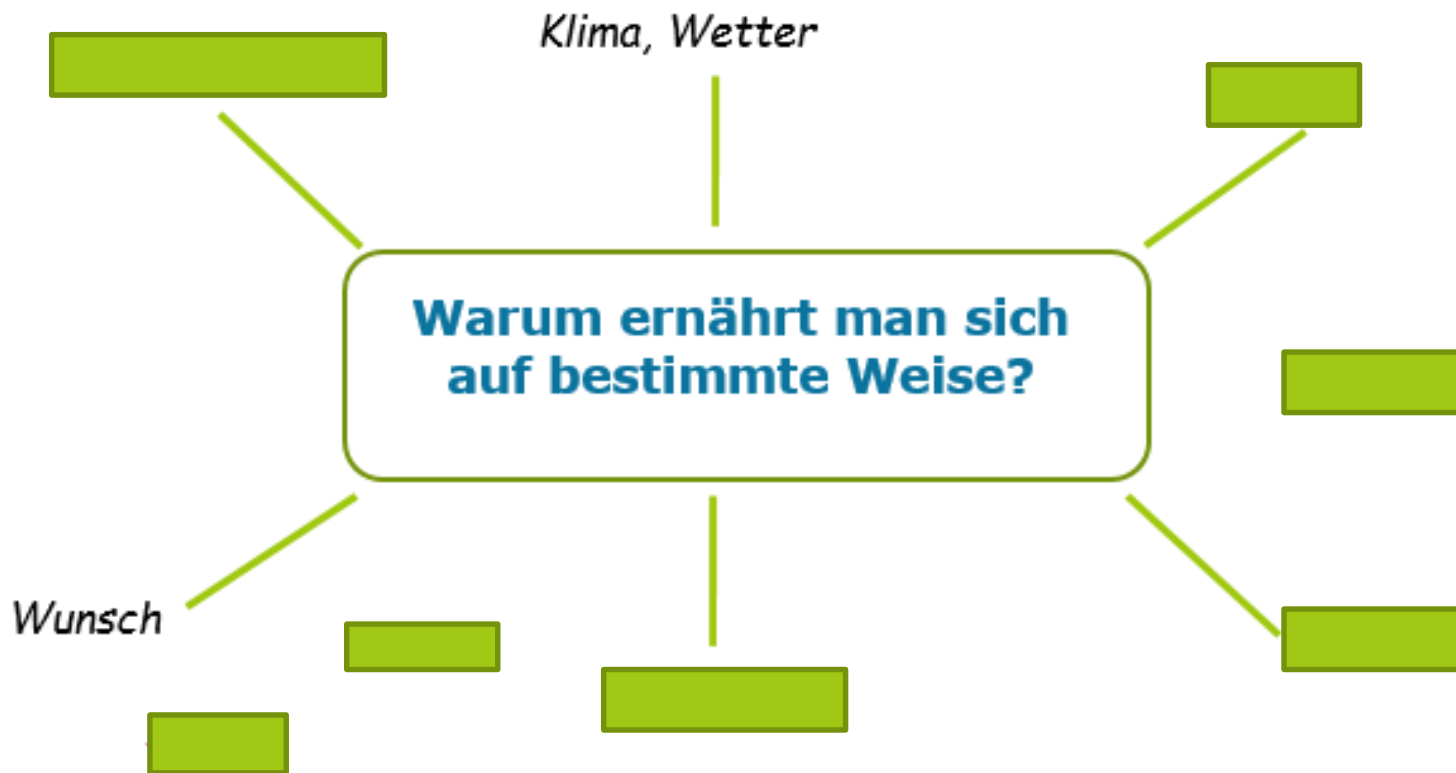 Klima, Wetter
Warum ernährt man sich
auf bestimmte Weise?
Wunsch